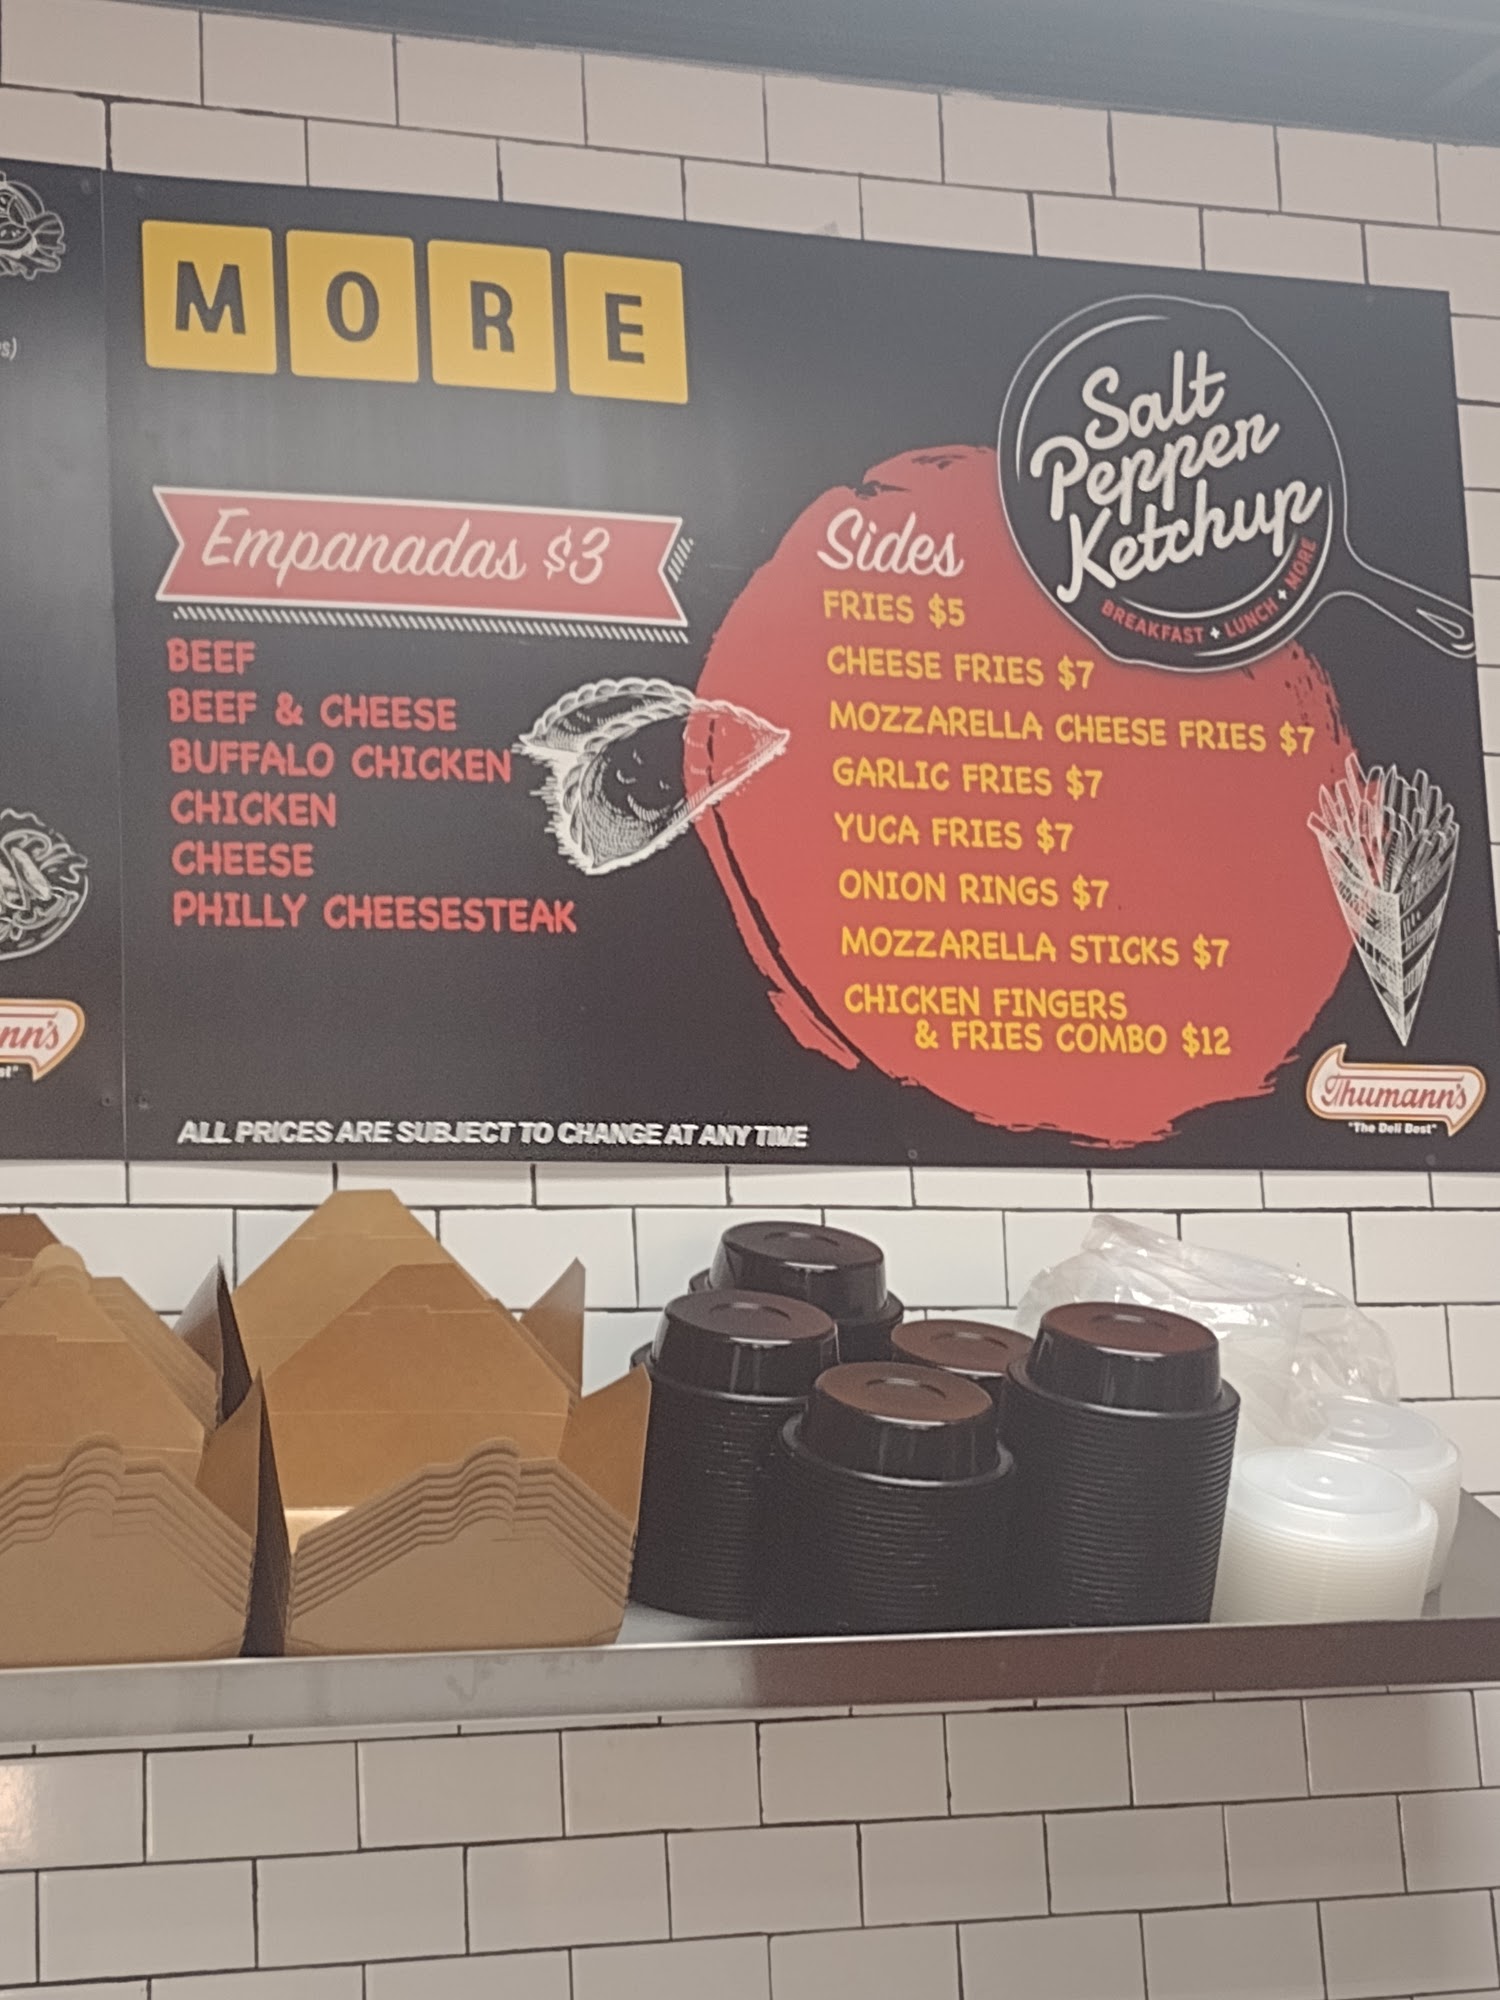 MORE
Salt
Pepper
Ketchup
BREAKFAST + LUNCH + MORE
Empanadas $3
BEEF
BEEF & CHEESE
BUFFALO CHICKEN
CHICKEN
CHEESE
PHILLY CHEESESTEAK
Sides
FRIES $5
CHEESE FRIES $7
MOZZARELLA CHEESE FRIES $7
GARLIC FRIES $7
YUCA FRIES $7
ONION RINGS $7
MOZZARELLA STICKS $7
CHICKEN FINGERS
& FRIES COMBO $12
Thumann's
"The Deli Best"
ALL PRICES ARE SUBJECT TO CHANGE AT ANY TIME